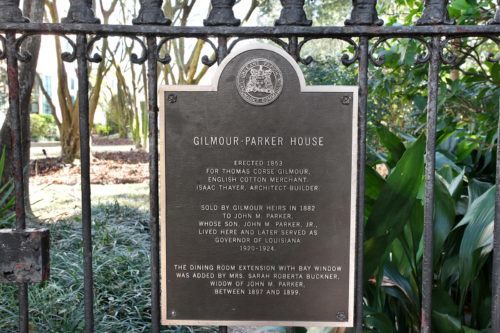 GILMOUR-PARKER HOUSE
ERECTED 1853
FOR THOMAS CORSE GILMOUR,
ENGLISH COTTON MERCHANT.
ISAAC THAYER, ARCHITECT-BUILDER.
SOLD BY GILMOUR HEIRS IN 1882
TO JOHN M. PARKER,
WHOSE SON, JOHN M. PARKER, JR.,
LIVED HERE AND LATER SERVED AS
GOVERNOR OF LOUISIANA
1920-1924.
THE DINING ROOM EXTENSION WITH BAY WINDOW
WAS ADDED BY MRS. SARAH ROBERTA BUCKNER,
WIDOW OF JOHN M. PARKER,
BETWEEN 1897 AND 1899.